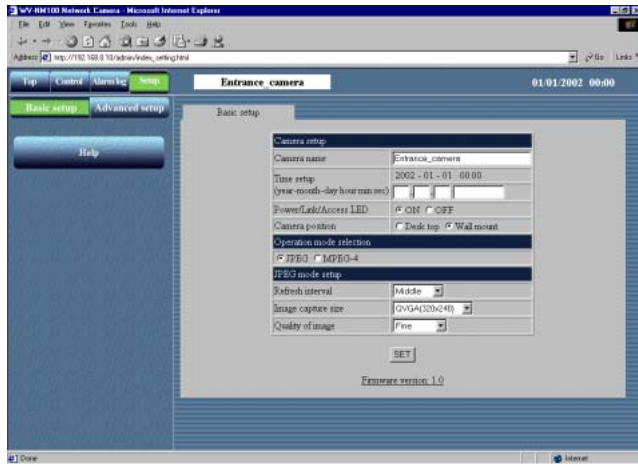 WV-NM100 Network Camera - Microsoft Internet Explorer
File Edit View Favorites Tools Help
Address http://192.168.0.10/admin/index_setting.html Go Links
Top Control Alarm log Setup Entrance_camera 01/01/2002 00:00
Basic setup Advanced setup
Help
Basic setup
Camera setup
Camera name Entrance_camera
Time setup 2002 - 01 - 01 00:00
(year-month-day hour:min:sec)
Power/Link/Access LED ON OFF
Camera position Desk top Wall mount
Operation mode selection
JPEG MPEG-4
JPEG mode setup
Refresh interval Middle
Image capture size QVGA(320x240)
Quality of image Fine
SET
Firmware version: 1.0
Done Internet